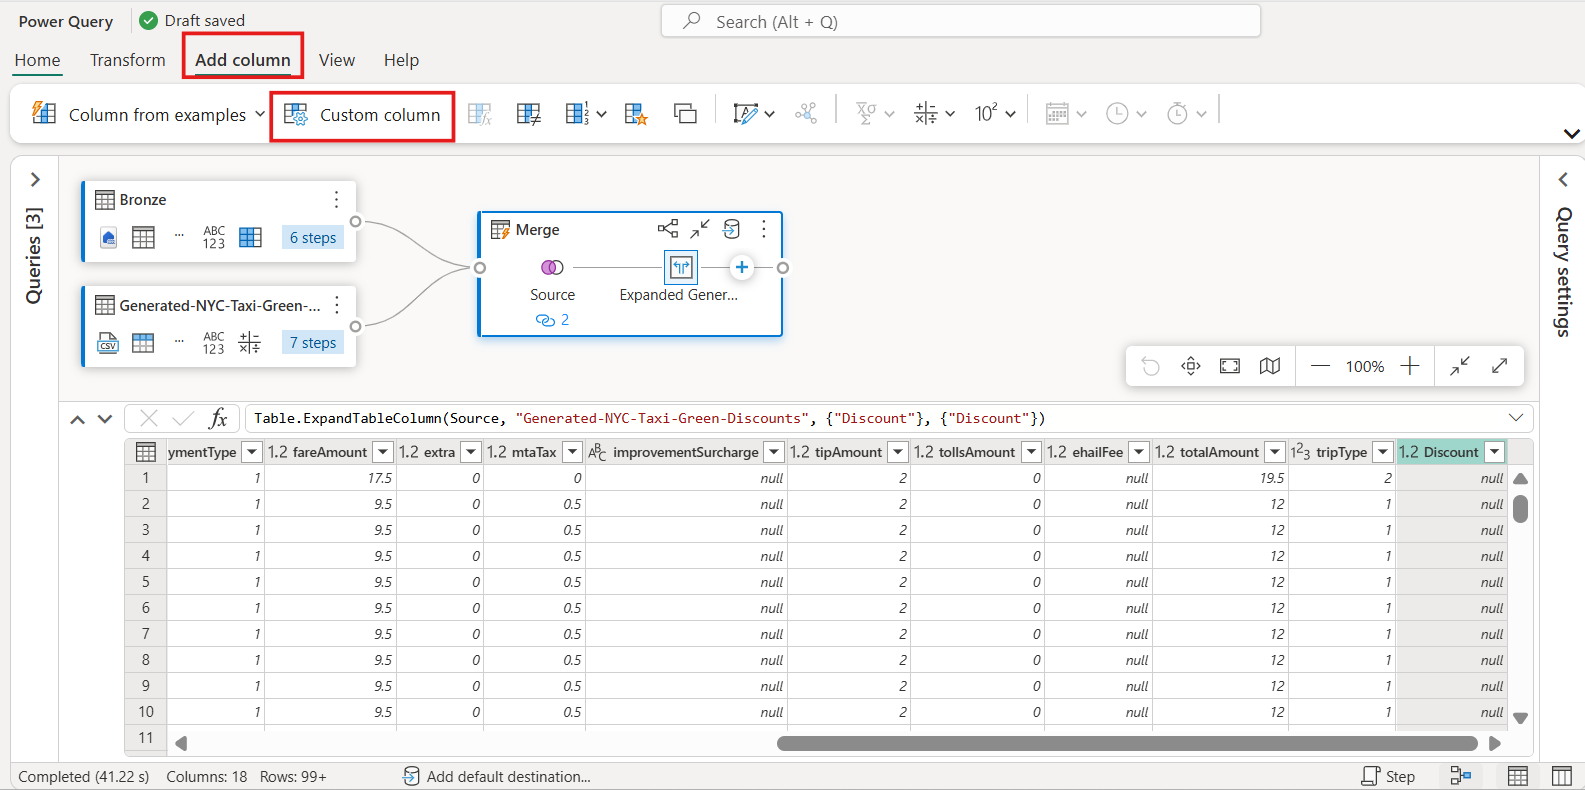 Power Query
Draft saved
Search (Alt + Q)
Home Transform Add column View Help
Column from examples Custom column
Queries [3]
Bronze
ABC 123
6 steps
Generated-NYC-Taxi-Green-...
CSV
ABC 123
7 steps
Merge
Source
Expanded Gener...
2
Query settings
100%
fx
Table.ExpandTableColumn(Source, "Generated-NYC-Taxi-Green-Discounts", {"Discount"}, {"Discount"})
ymentType 1.2 fareAmount 1.2 extra 1.2 mtaTax ABC improvementSurcharge 1.2 tipAmount 1.2 tollsAmount 1.2 ehailFee 1.2 totalAmount 123 tripType 1.2 Discount
1 1 17.5 0 0 null 2 0 null 19.5 2 null
2 1 9.5 0 0.5 null 2 0 null 12 1 null
3 1 9.5 0 0.5 null 2 0 null 12 1 null
4 1 9.5 0 0.5 null 2 0 null 12 1 null
5 1 9.5 0 0.5 null 2 0 null 12 1 null
6 1 9.5 0 0.5 null 2 0 null 12 1 null
7 1 9.5 0 0.5 null 2 0 null 12 1 null
8 1 9.5 0 0.5 null 2 0 null 12 1 null
9 1 9.5 0 0.5 null 2 0 null 12 1 null
10 1 9.5 0 0.5 null 2 0 null 12 1 null
11
Completed (41.22 s) Columns: 18 Rows: 99+ Add default destination... Step